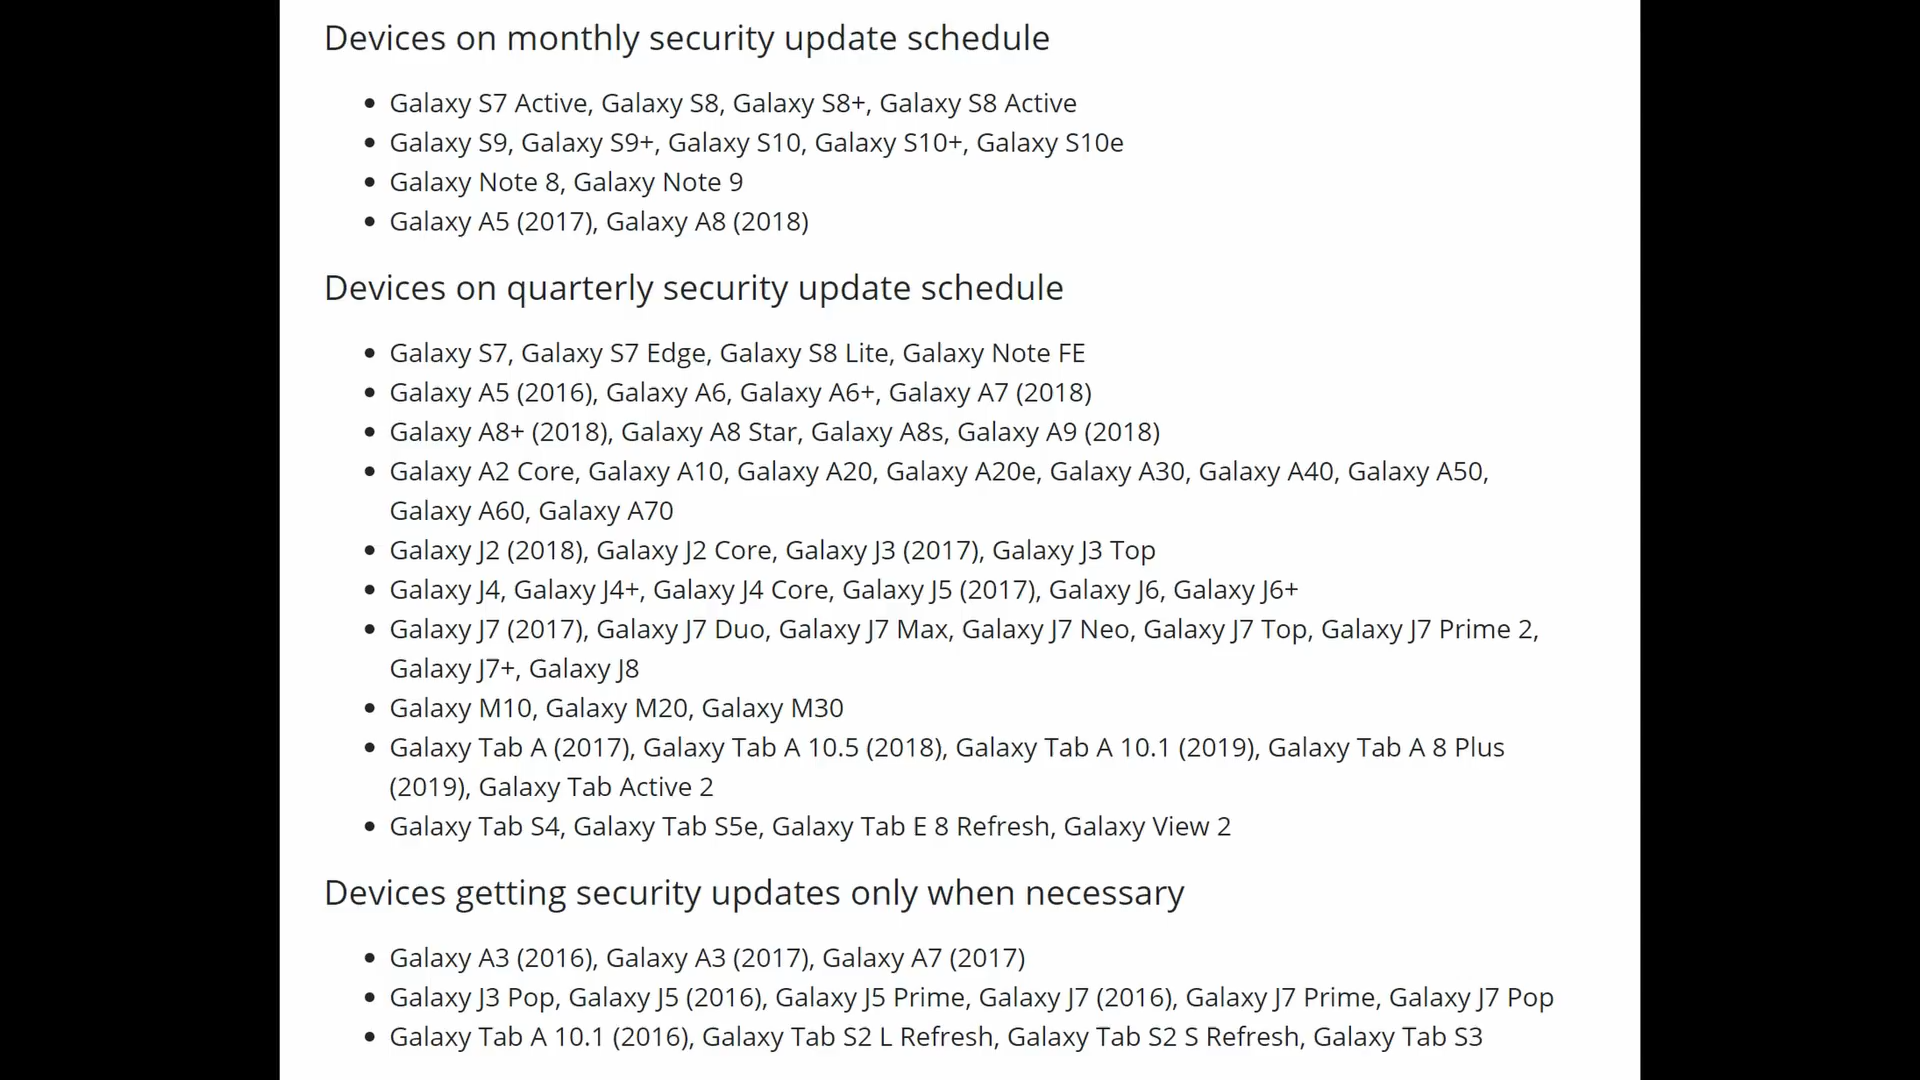 Devices on monthly security update schedule
Galaxy S7 Active, Galaxy S8, Galaxy S8+, Galaxy S8 Active
Galaxy S9, Galaxy S9+, Galaxy S10, Galaxy S10+, Galaxy S10e
Galaxy Note 8, Galaxy Note 9
Galaxy A5 (2017), Galaxy A8 (2018)
Devices on quarterly security update schedule
Galaxy S7, Galaxy S7 Edge, Galaxy S8 Lite, Galaxy Note FE
Galaxy A5 (2016), Galaxy A6, Galaxy A6+, Galaxy A7 (2018)
Galaxy A8+ (2018), Galaxy A8 Star, Galaxy A8s, Galaxy A9 (2018)
Galaxy A2 Core, Galaxy A10, Galaxy A20, Galaxy A20e, Galaxy A30, Galaxy A40, Galaxy A50,
Galaxy A60, Galaxy A70
Galaxy J2 (2018), Galaxy J2 Core, Galaxy J3 (2017), Galaxy J3 Top
Galaxy J4, Galaxy J4+, Galaxy J4 Core, Galaxy J5 (2017), Galaxy J6, Galaxy J6+
Galaxy J7 (2017), Galaxy J7 Duo, Galaxy J7 Max, Galaxy J7 Neo, Galaxy J7 Top, Galaxy J7 Prime 2,
Galaxy J7+, Galaxy J8
Galaxy M10, Galaxy M20, Galaxy M30
Galaxy Tab A (2017), Galaxy Tab A 10.5 (2018), Galaxy Tab A 10.1 (2019), Galaxy Tab A 8 Plus
(2019), Galaxy Tab Active 2
Galaxy Tab S4, Galaxy Tab S5e, Galaxy Tab E 8 Refresh, Galaxy View 2
Devices getting security updates only when necessary
Galaxy A3 (2016), Galaxy A3 (2017), Galaxy A7 (2017)
Galaxy J3 Pop, Galaxy J5 (2016), Galaxy J5 Prime, Galaxy J7 (2016), Galaxy J7 Prime, Galaxy J7 Pop
Galaxy Tab A 10.1 (2016), Galaxy Tab S2 L Refresh, Galaxy Tab S2 S Refresh, Galaxy Tab S3